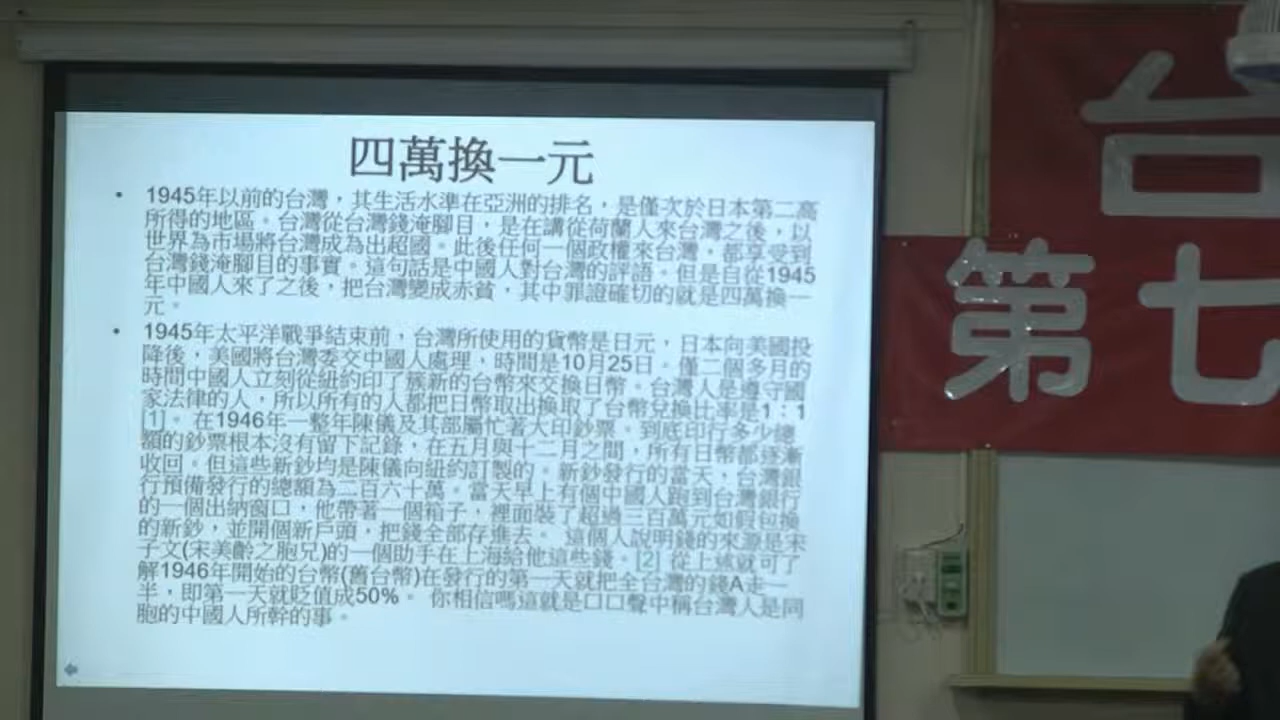 四萬換一元
• 1945年以前的台灣，其生活水準在亞洲的排名，是僅次於日本第二高
所得的地區。台灣從台灣錢淹腳目，是在講從荷蘭人來台灣之後，以
世界為市場將台灣成為出超國。此後任何一個政權來台灣，都享受到
台灣錢淹腳目的事實。這句話是中國人對台灣的評語。但是自從1945
年中國人來了之後，把台灣變成赤貧，其中罪證確切的就是四萬換一
元。
• 1945年太平洋戰爭結束前，台灣所使用的貨幣是日元，日本向美國投
降後，美國將台灣委交中國人處理，時間是10月25日。僅二個多月的
時間中國人立刻從紐約印了簇新的台幣來交換日幣。台灣人是遵守國
家法律的人，所以所有的人都把日幣取出換取了台幣兌換比率是1：1
[1]。 在1946年一整年陳儀及其部屬忙著大印鈔票。到底印行多少總
額的鈔票根本沒有留下記錄，在五月與十二月之間，所有日幣都逐漸
收回。但這些新鈔均是陳儀向紐約訂製的。新鈔發行的當天，台灣銀
行預備發行的總額為二百六十萬。當天早上有個中國人跑到台灣銀行
的一個出納窗口，他帶著一個箱子，裡面裝了超過三百萬元如假包換
的新鈔，並開個新戶頭，把錢全部存進去。 這個人說明錢的來源是宋
子文(宋美齡之胞兄)的一個助手在上海給他這些錢。[2] 從上點就可了
解1946年開始的台幣(舊台幣)在發行的第一天就把全台灣的錢A走一
半，即第一天就貶值成50%。 你相信嗎這就是口口聲中稱台灣人是同
胞的中國人所幹的事。
台
第七